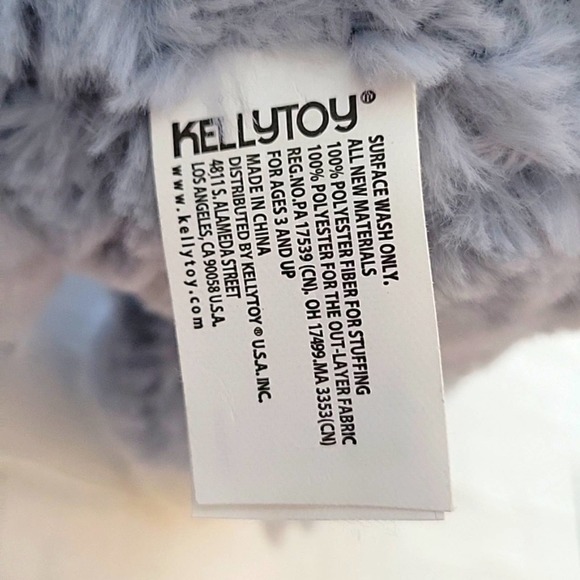 KELLYTOY®
SURFACE WASH ONLY.
ALL NEW MATERIALS
100% POLYESTER FIBER FOR STUFFING
100% POLYESTER FOR THE OUT-LAYER FABRIC
REG.NO.PA 17539 (CN). OH 17499.MA 3353(CN)
FOR AGES 3 AND UP
MADE IN CHINA
DISTRIBUTED BY KELLYTOY ® U.S.A. INC.
4811 S. ALAMEDA STREET
LOS ANGELES, CA 90058 U.S.A.
www.kellytoy.com